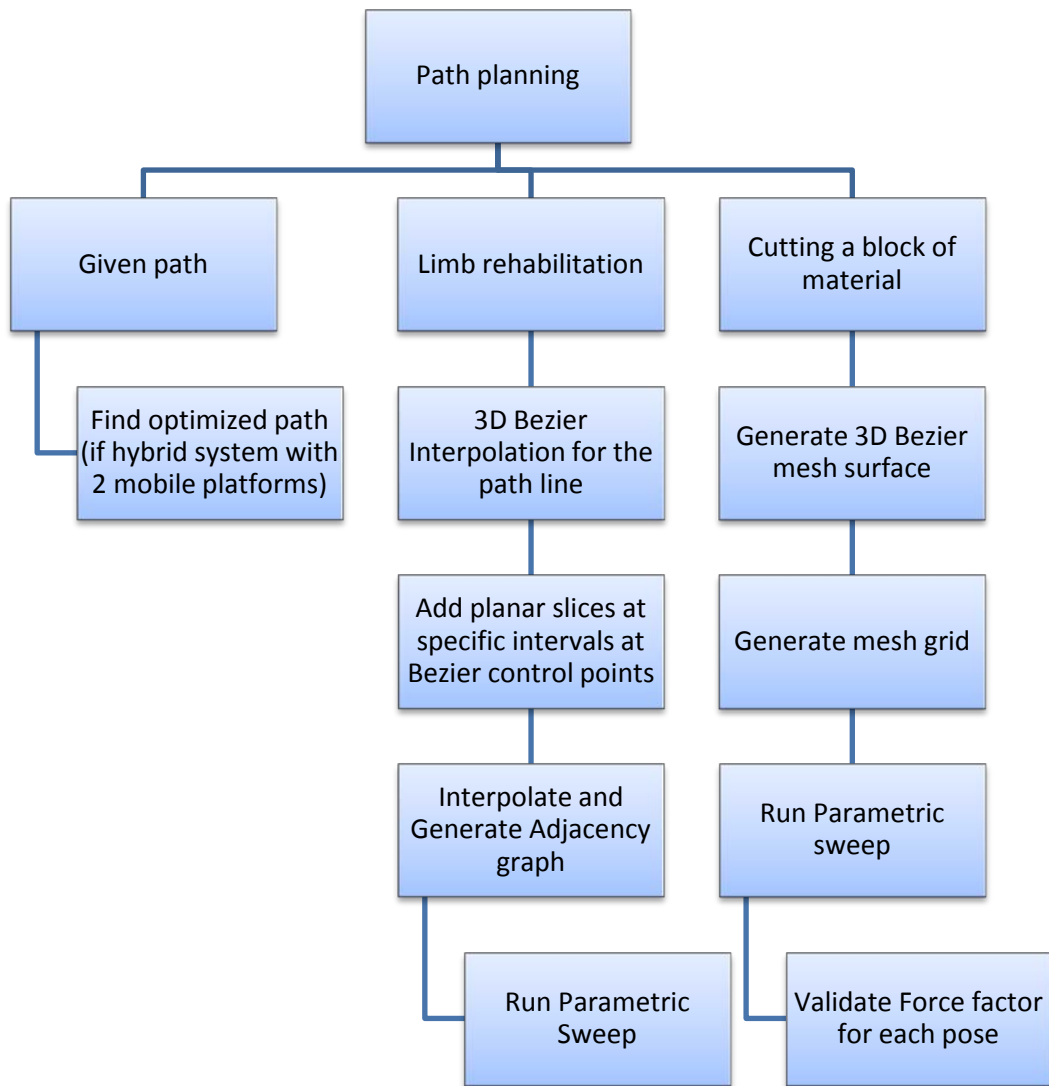 Path planning
Given path
Limb rehabilitation
Cutting a block of
material
Find optimized path
(if hybrid system with
2 mobile platforms)
3D Bezier
Interpolation for the
path line
Generate 3D Bezier
mesh surface
Add planar slices at
specific intervals at
Bezier control points
Generate mesh grid
Interpolate and
Generate Adjacency
graph
Run Parametric
sweep
Run Parametric
Sweep
Validate Force factor
for each pose